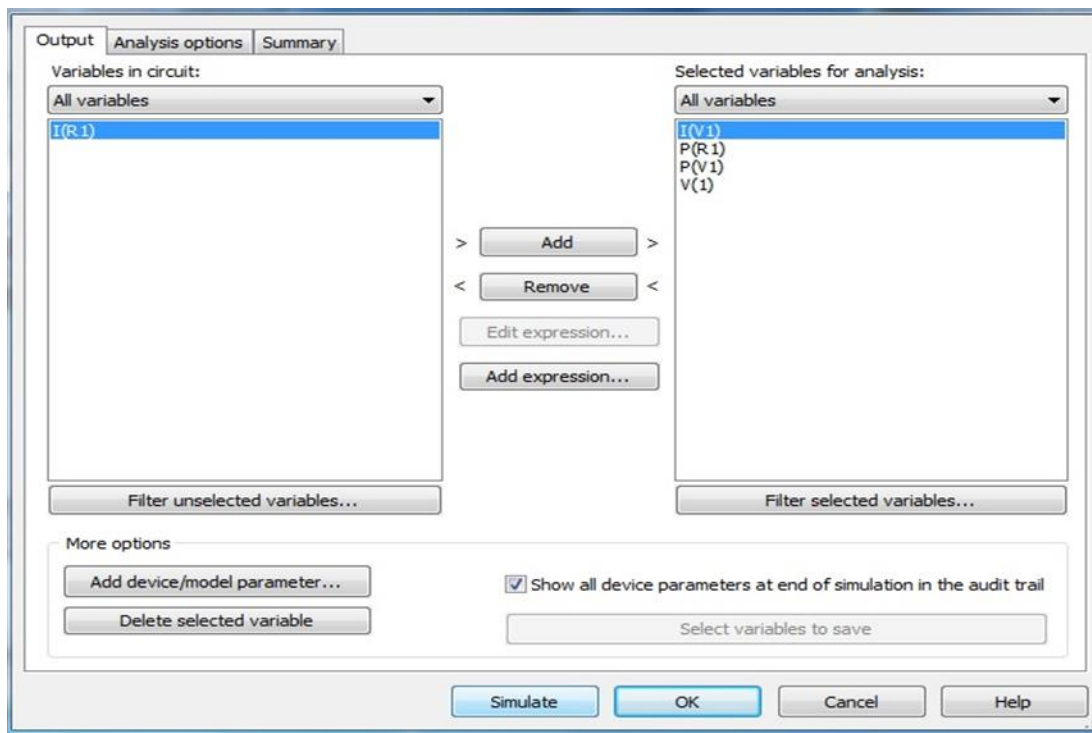 Output Analysis options Summary
Variables in circuit:
All variables
I(R1)
Filter unselected variables...
> Add >
< Remove <
Edit expression...
Add expression...
Selected variables for analysis:
All variables
I(V1)
P(R1)
P(V1)
V(1)
Filter selected variables...
More options
Add device/model parameter...
Delete selected variable
Show all device parameters at end of simulation in the audit trail
Select variables to save
Simulate OK Cancel Help